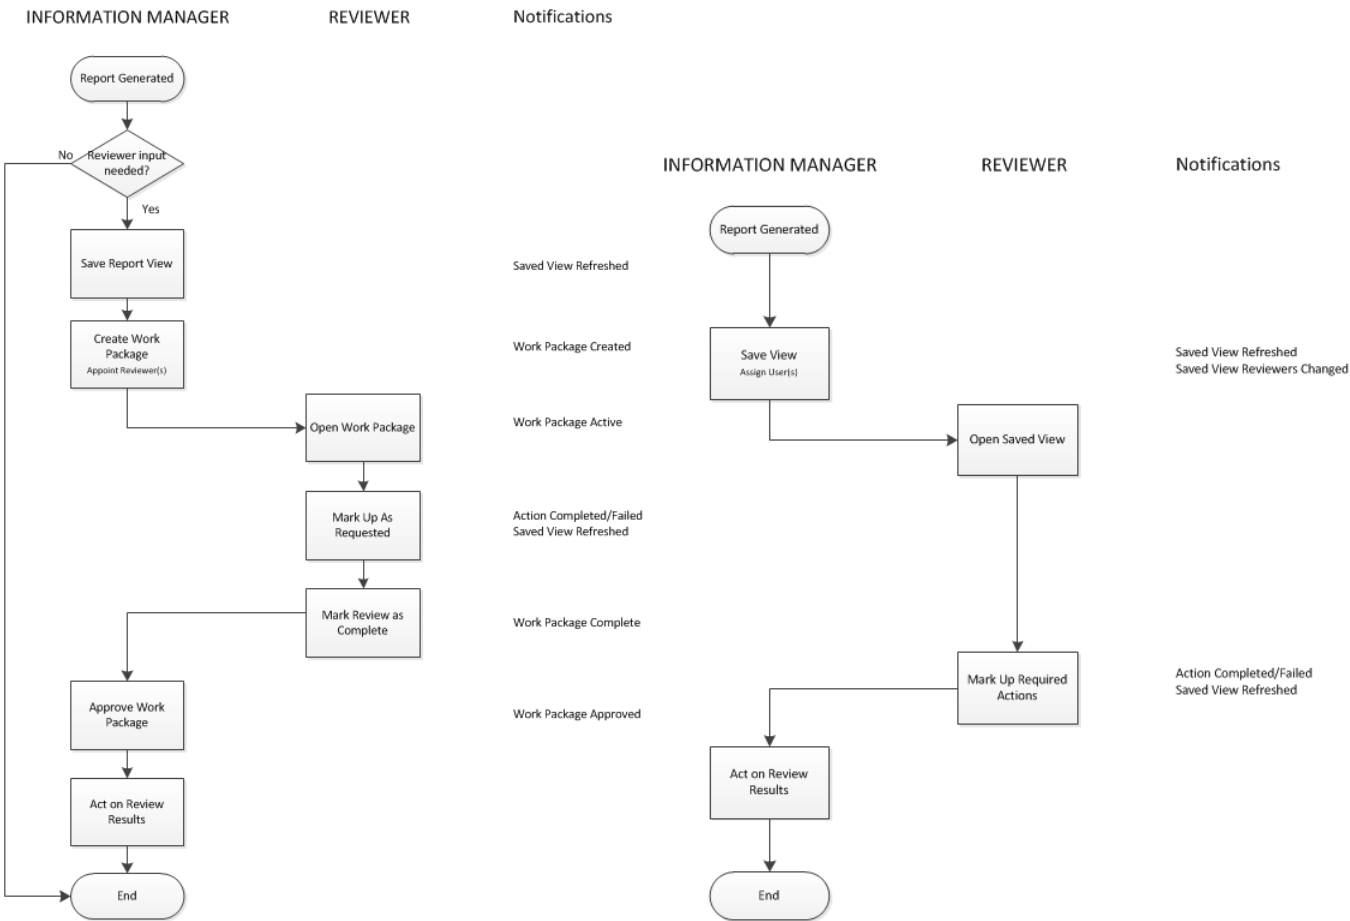 INFORMATION MANAGER
REVIEWER
Notifications
Report Generated
No
Reviewer input
needed?
Yes
Save Report View
Saved View Refreshed
Create Work
Package
Appoint Reviewer(s)
Work Package Created
Open Work Package
Work Package Active
Mark Up As
Requested
Action Completed/Failed
Saved View Refreshed
Mark Review as
Complete
Work Package Complete
Approve Work
Package
Work Package Approved
Act on Review
Results
End
INFORMATION MANAGER
REVIEWER
Notifications
Report Generated
Save View
Assign User(s)
Saved View Refreshed
Saved View Reviewers Changed
Open Saved View
Mark Up Required
Actions
Action Completed/Failed
Saved View Refreshed
Act on Review
Results
End